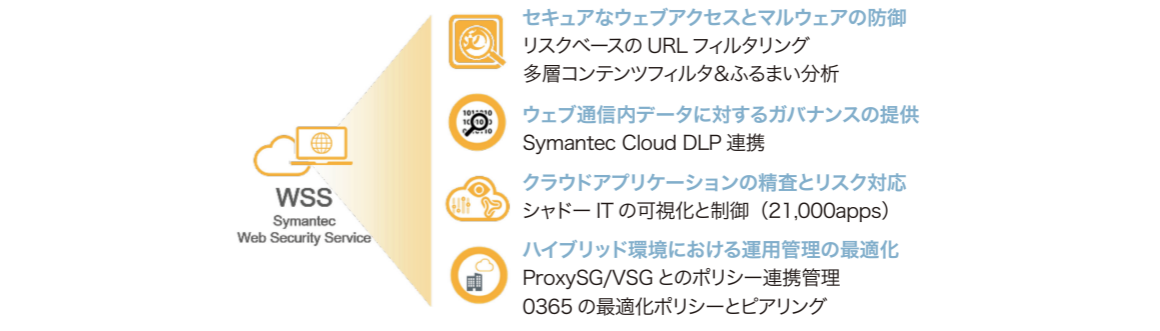 WSS
Symantec
Web Security Service
セキュアなウェブアクセスとマルウェアの防御
リスクベースの URL フィルタリング
多層コンテンツフィルタ&ふるまい分析
ウェブ通信内データに対するガバナンスの提供
Symantec Cloud DLP 連携
クラウドアプリケーションの精査とリスク対応
シャドー IT の可視化と制御（21,000apps）
ハイブリッド環境における運用管理の最適化
ProxySG/VSG とのポリシー連携管理
0365 の最適化ポリシーとピアリング